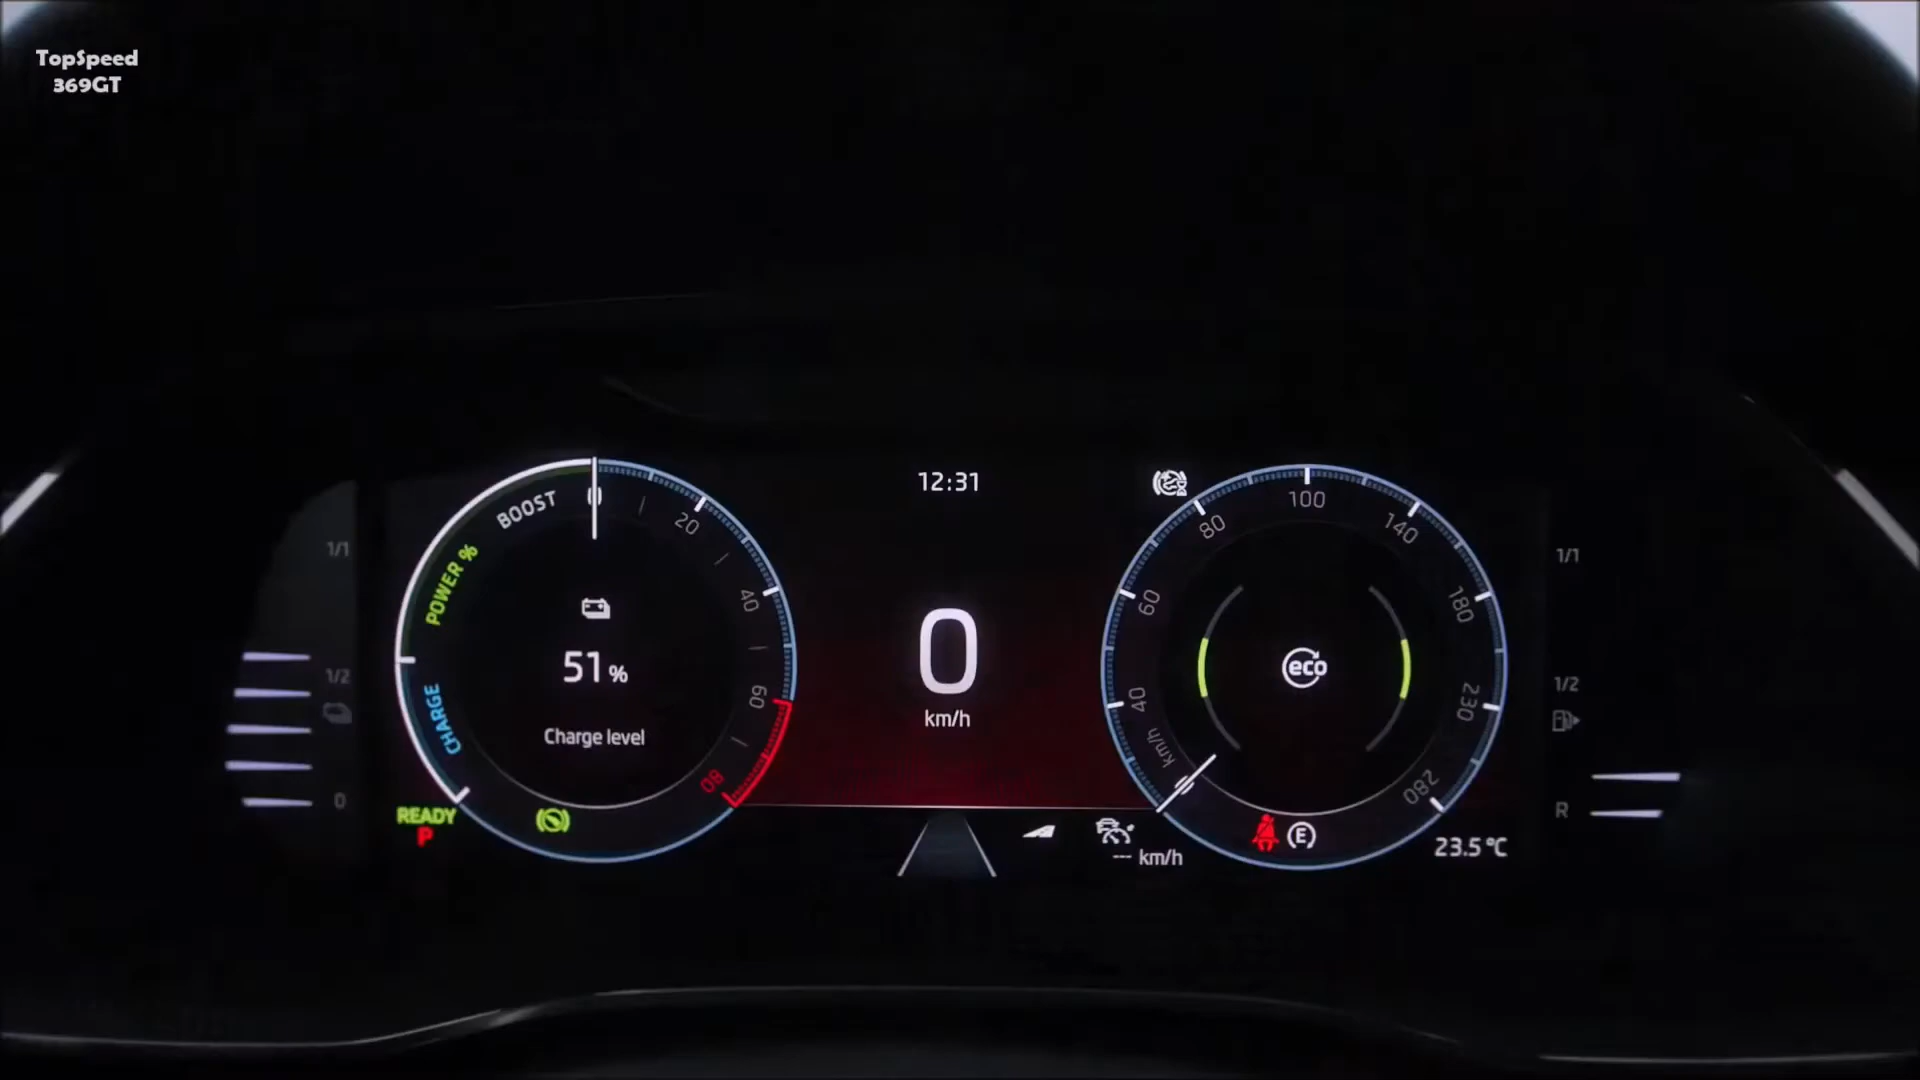 TopSpeed
369GT
12:31
BOOST
POWER %
CHARGE
0
20
40
60
80
51 %
Charge level
READY
P
1/1
1/2
0
0
km/h
--- km/h
km/h
40
60
80
100
140
180
230
280
eco
E
23.5 °C
1/1
1/2
R